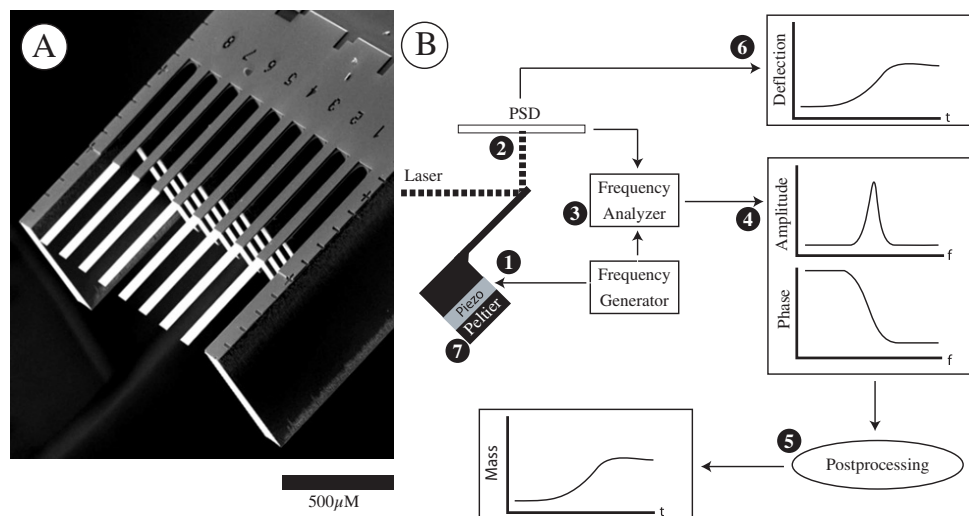 A
8 7 6 5 4 3 2 1
500µM
B
6
Deflection
t
PSD
2
Laser
Frequency
Analyzer
3
4
Amplitude
f
1
Frequency
Generator
Piezo
Peltier
7
Phase
f
5
Postprocessing
Mass
t